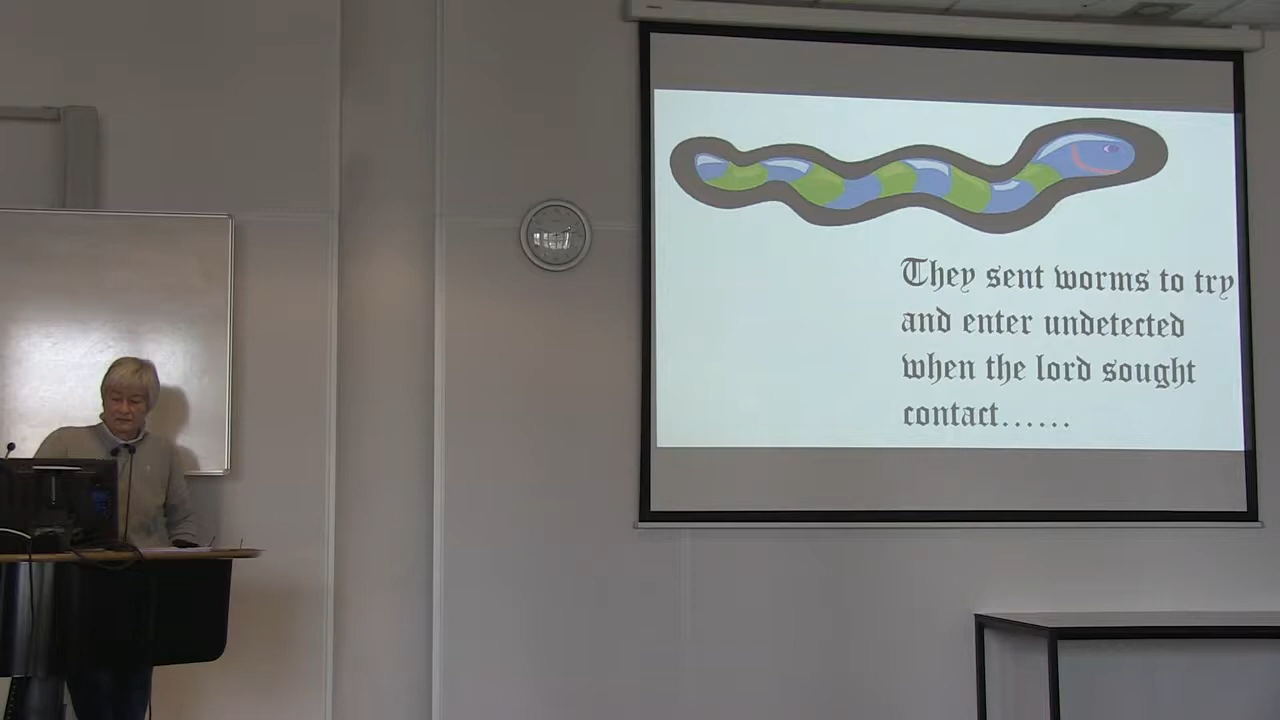 They sent worms to try
and enter undetected
when the lord sought
contact......